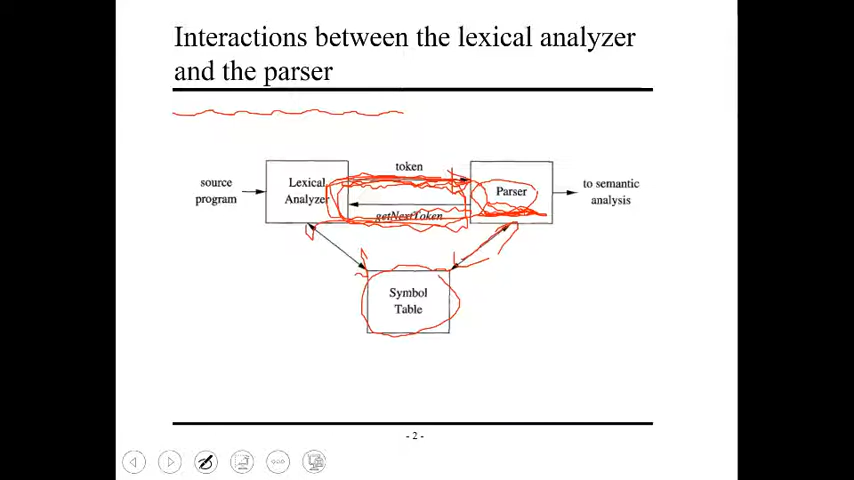 Interactions between the lexical analyzer
and the parser
token
source
program
Lexical
Analyzer
Parser
to semantic
analysis
getNextToken
Symbol
Table
- 2 -